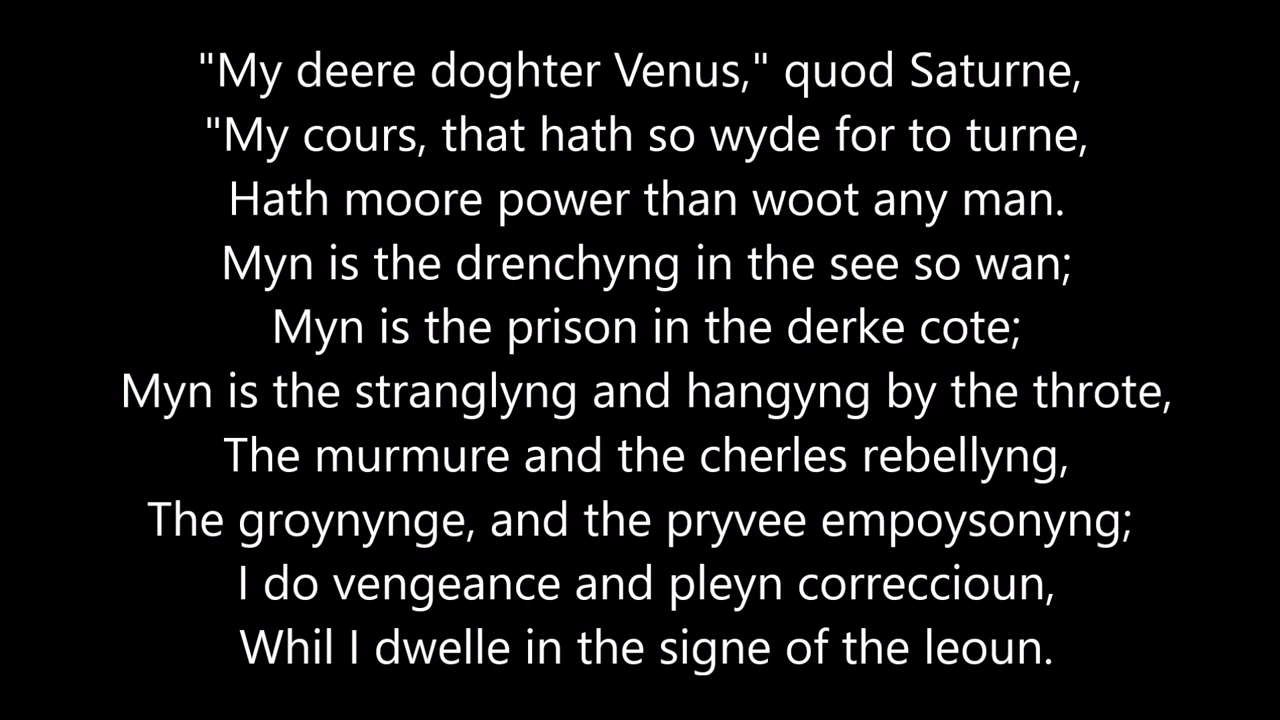 "My deere doghter Venus," quod Saturne,
"My cours, that hath so wyde for to turne,
Hath moore power than woot any man.
Myn is the drenchyng in the see so wan;
Myn is the prison in the derke cote;
Myn is the stranglyng and hangyng by the throte,
The murmure and the cherles rebellyng,
The groynynge, and the pryvee empoysonyng;
I do vengeance and pleyn correccioun,
Whil I dwelle in the signe of the leoun.